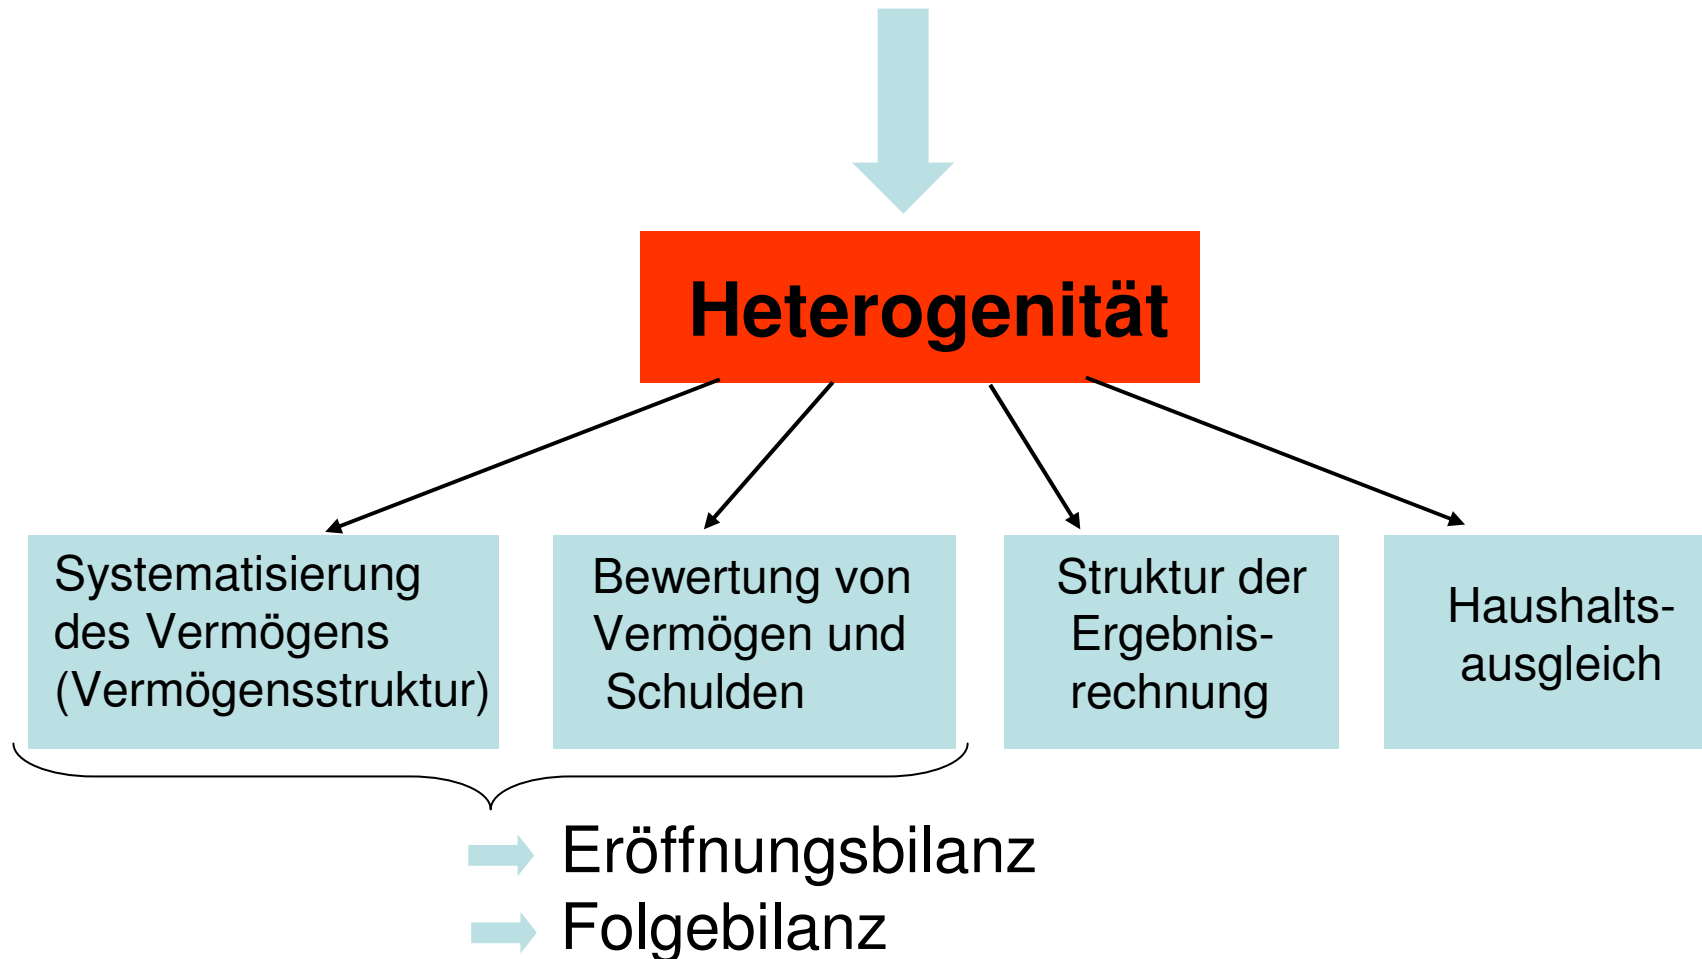 Heterogenität
Systematisierung
des Vermögens
(Vermögensstruktur)
Bewertung von
Vermögen und
Schulden
Struktur der
Ergebnis-
rechnung
Haushalts-
ausgleich
Eröffnungsbilanz
Folgebilanz